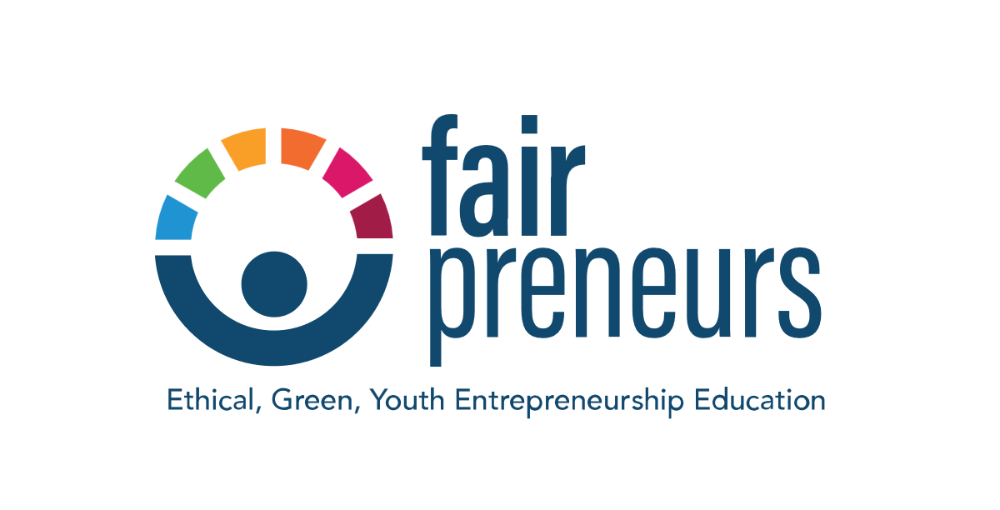 fair
preneurs
Ethical, Green, Youth Entrepreneurship Education